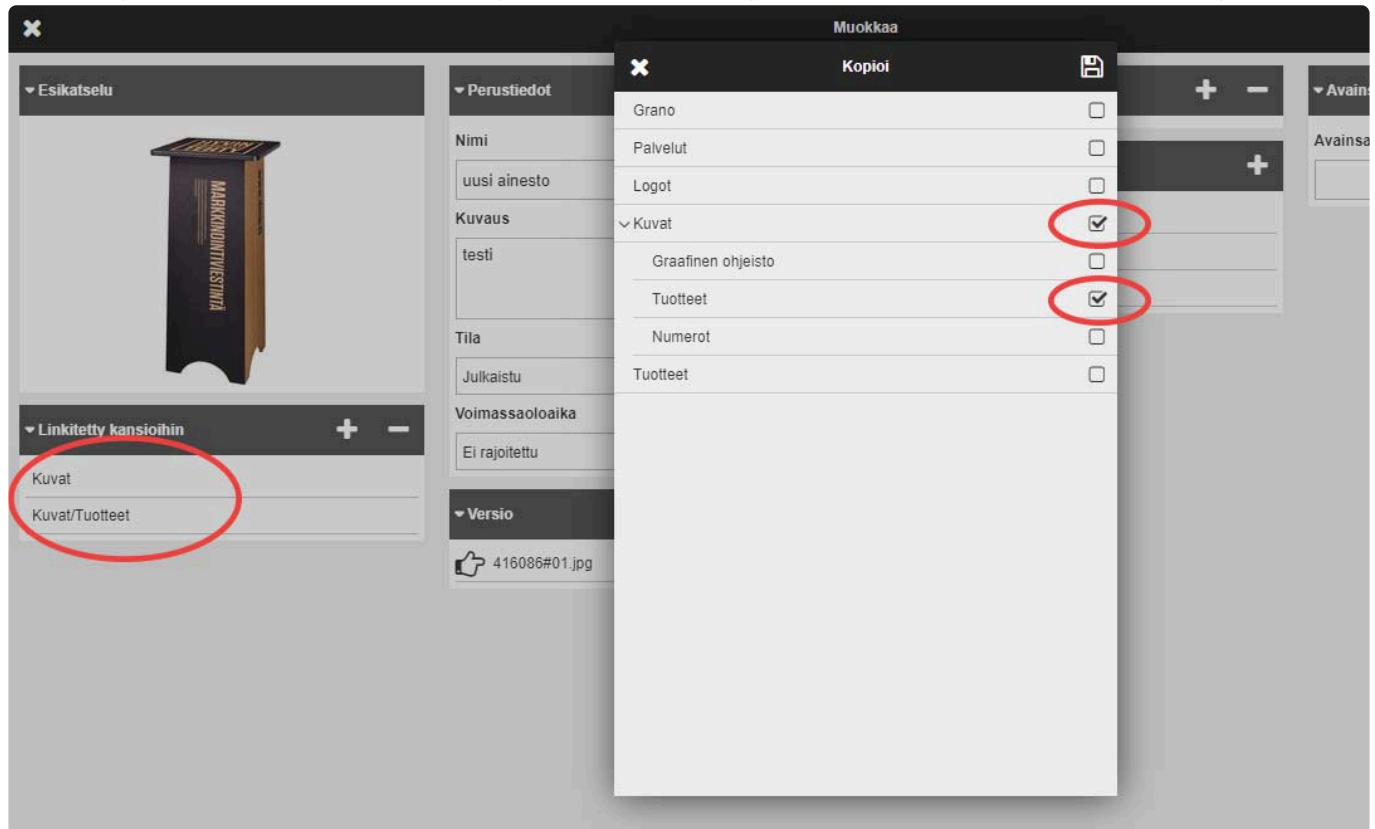 Muokkaa
Esikatselu
MARKKINOINTIVIESTINTÄ
Linkitetty kansioihin
Kuvat
Kuvat/Tuotteet
Perustiedot
Nimi
uusi ainesto
Kuvaus
testi
Tila
Julkaistu
Voimassaoloaika
Ei rajoitettu
Versio
416086#01.jpg
Kopioi
Grano
Palvelut
Logot
Kuvat
Graafinen ohjeisto
Tuotteet
Numerot
Tuotteet
Avains
Avainsa